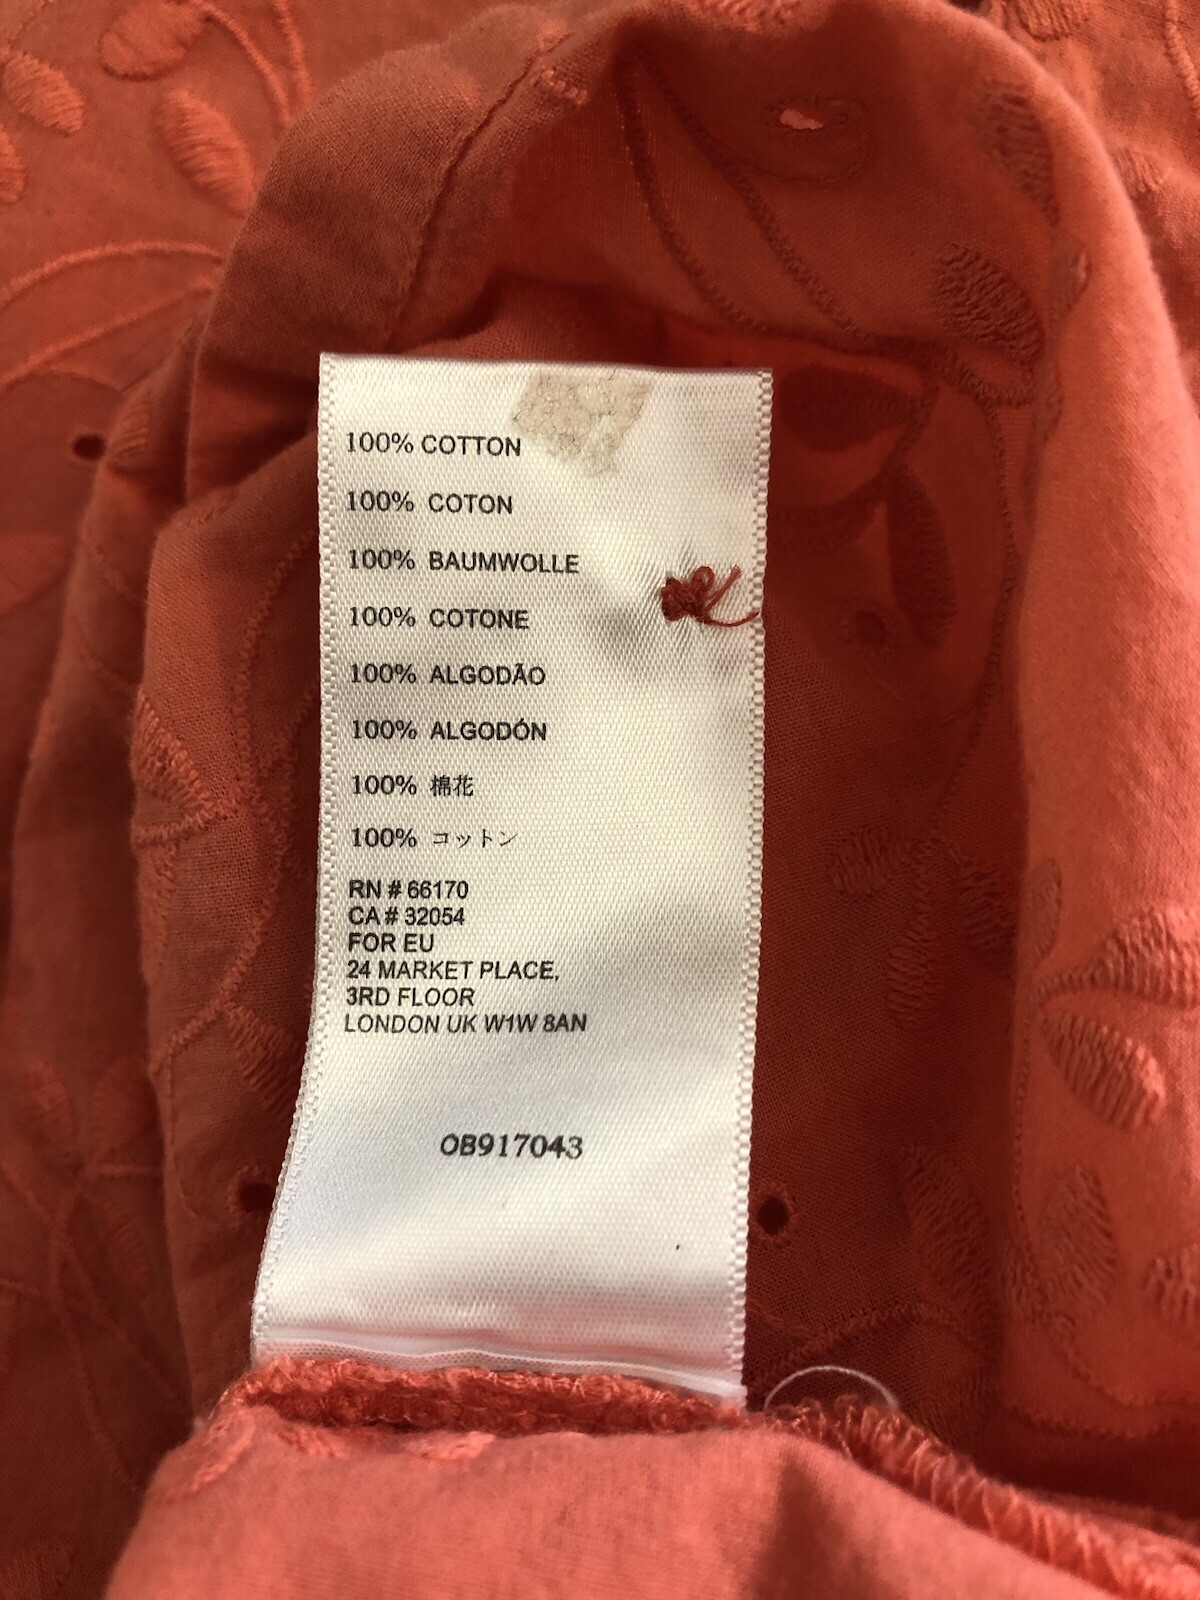 100% COTTON
100% COTON
100% BAUMWOLLE
100% COTONE
100% ALGODÃO
100% ALGODÓN
100% 棉花
100% コットン
RN # 66170
CA # 32054
FOR EU
24 MARKET PLACE,
3RD FLOOR
LONDON UK W1W 8AN
OB917043